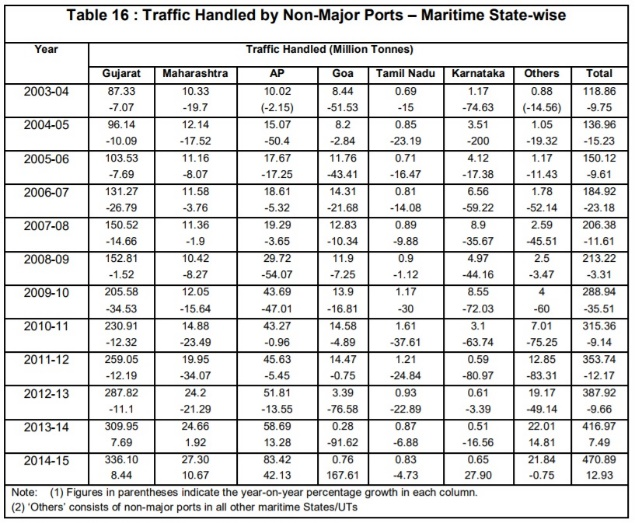 Table 16 : Traffic Handled by Non-Major Ports – Maritime State-wise
Year Traffic Handled (Million Tonnes)
Gujarat Maharashtra AP Goa Tamil Nadu Karnataka Others Total
2003-04 87.33 10.33 10.02 8.44 0.69 1.17 0.88 118.86
-7.07 -19.7 (-2.15) -51.53 -15 -74.63 (-14.56) -9.75
2004-05 96.14 12.14 15.07 8.2 0.85 3.51 1.05 136.96
-10.09 -17.52 -50.4 -2.84 -23.19 -200 -19.32 -15.23
2005-06 103.53 11.16 17.67 11.76 0.71 4.12 1.17 150.12
-7.69 -8.07 -17.25 -43.41 -16.47 -17.38 -11.43 -9.61
2006-07 131.27 11.58 18.61 14.31 0.81 6.56 1.78 184.92
-26.79 -3.76 -5.32 -21.68 -14.08 -59.22 -52.14 -23.18
2007-08 150.52 11.36 19.29 12.83 0.89 8.9 2.59 206.38
-14.66 -1.9 -3.65 -10.34 -9.88 -35.67 -45.51 -11.61
2008-09 152.81 10.42 29.72 11.9 0.9 4.97 2.5 213.22
-1.52 -8.27 -54.07 -7.25 -1.12 -44.16 -3.47 -3.31
2009-10 205.58 12.05 43.69 13.9 1.17 8.55 4 288.94
-34.53 -15.64 -47.01 -16.81 -30 -72.03 -60 -35.51
2010-11 230.91 14.88 43.27 14.58 1.61 3.1 7.01 315.36
-12.32 -23.49 -0.96 -4.89 -37.61 -63.74 -75.25 -9.14
2011-12 259.05 19.95 45.63 14.47 1.21 0.59 12.85 353.74
-12.19 -34.07 -5.45 -0.75 -24.84 -80.97 -83.31 -12.17
2012-13 287.82 24.2 51.81 3.39 0.93 0.61 19.17 387.92
-11.1 -21.29 -13.55 -76.58 -22.89 -3.39 -49.14 -9.66
2013-14 309.95 24.66 58.69 0.28 0.87 0.51 22.01 416.97
7.69 1.92 13.28 -91.62 -6.88 -16.56 14.81 7.49
2014-15 336.10 27.30 83.42 0.76 0.83 0.65 21.84 470.89
8.44 10.67 42.13 167.61 -4.73 27.90 -0.75 12.93
Note: (1) Figures in parentheses indicate the year-on-year percentage growth in each column.
(2) 'Others' consists of non-major ports in all other maritime States/UTs